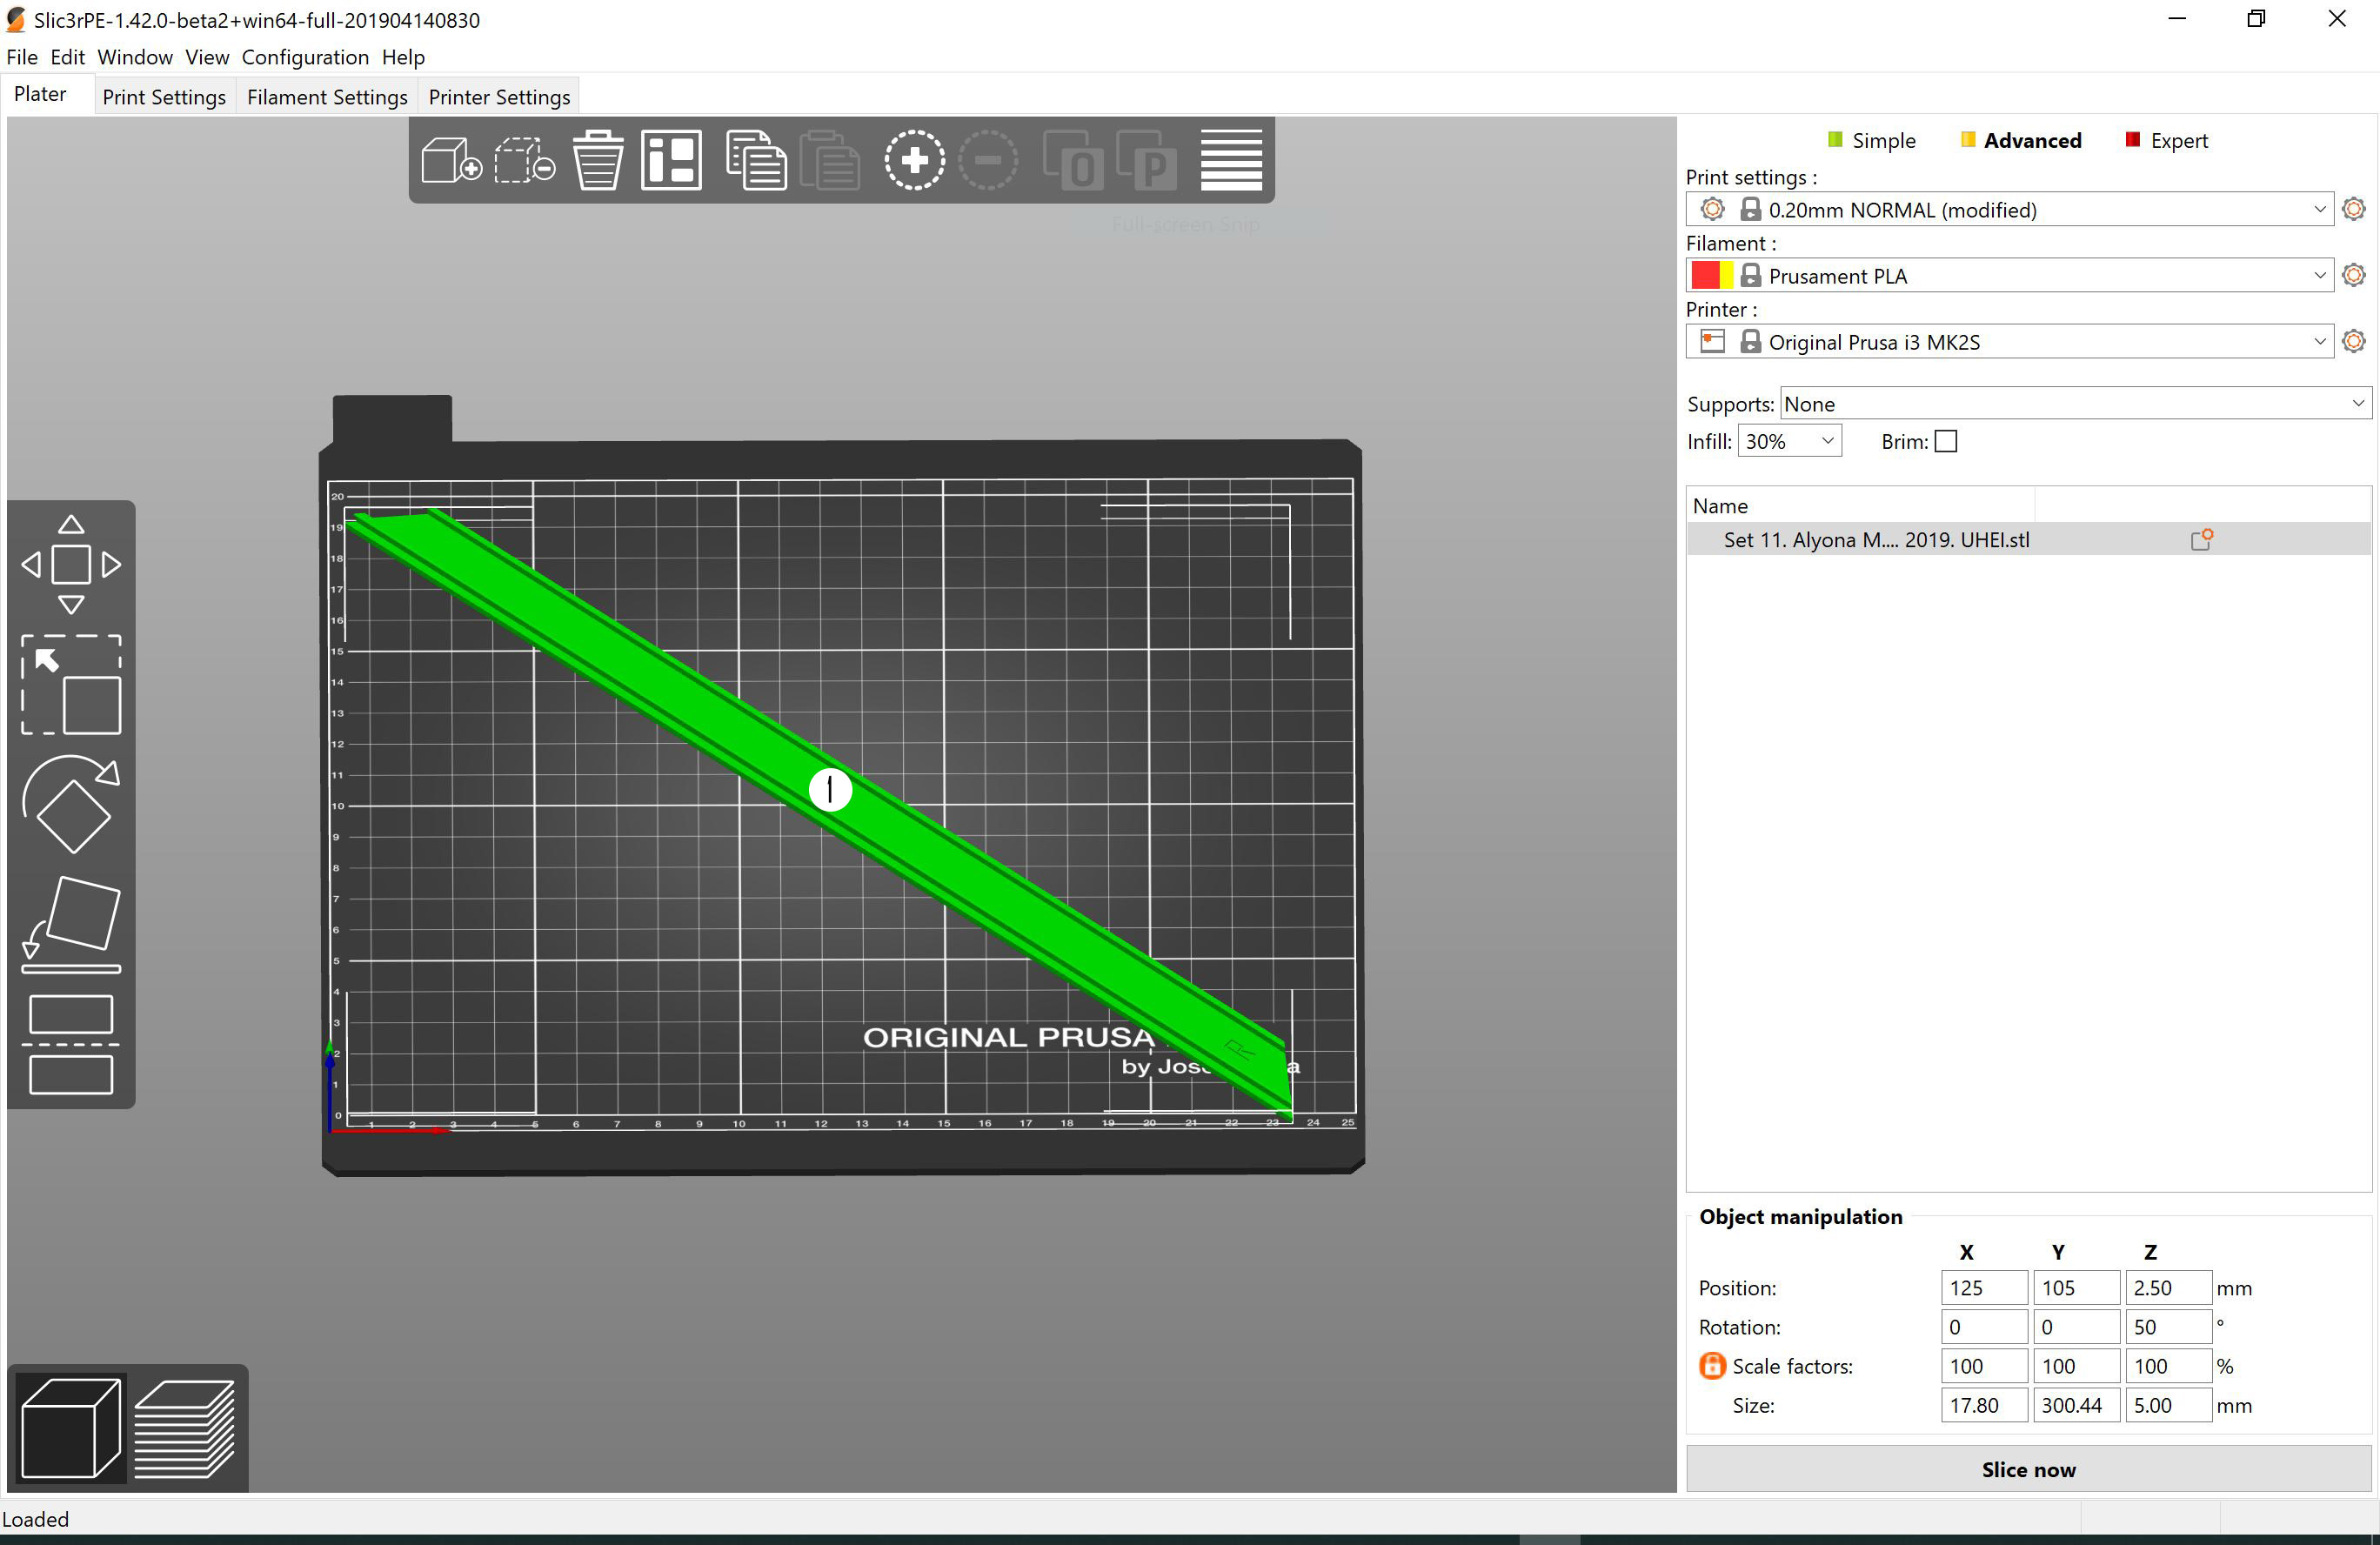 Slic3rPE-1.42.0-beta2+win64-full-201904140830
File Edit Window View Configuration Help
Plater Print Settings Filament Settings Printer Settings
Full-screen Snip
Simple Advanced Expert
Print settings :
0.20mm NORMAL (modified)
Filament :
Prusament PLA
Printer :
Original Prusa i3 MK2S
Supports: None
Infill: 30% Brim:
Name
Set 11. Alyona M.... 2019. UHEI.stl
20
19
18
17
16
15
14
13
12
11
10
9
8
7
6
5
4
3
2
1
0
ORIGINAL PRUSA
by Jos
a
1 2 3 4 5 6 7 8 9 10 11 12 13 14 15 16 17 18 19 20 21 22 23 24 25
Object manipulation
X Y Z
Position: 125 105 2.50 mm
Rotation: 0 0 50 °
Scale factors: 100 100 100 %
Size: 17.80 300.44 5.00 mm
Slice now
Loaded